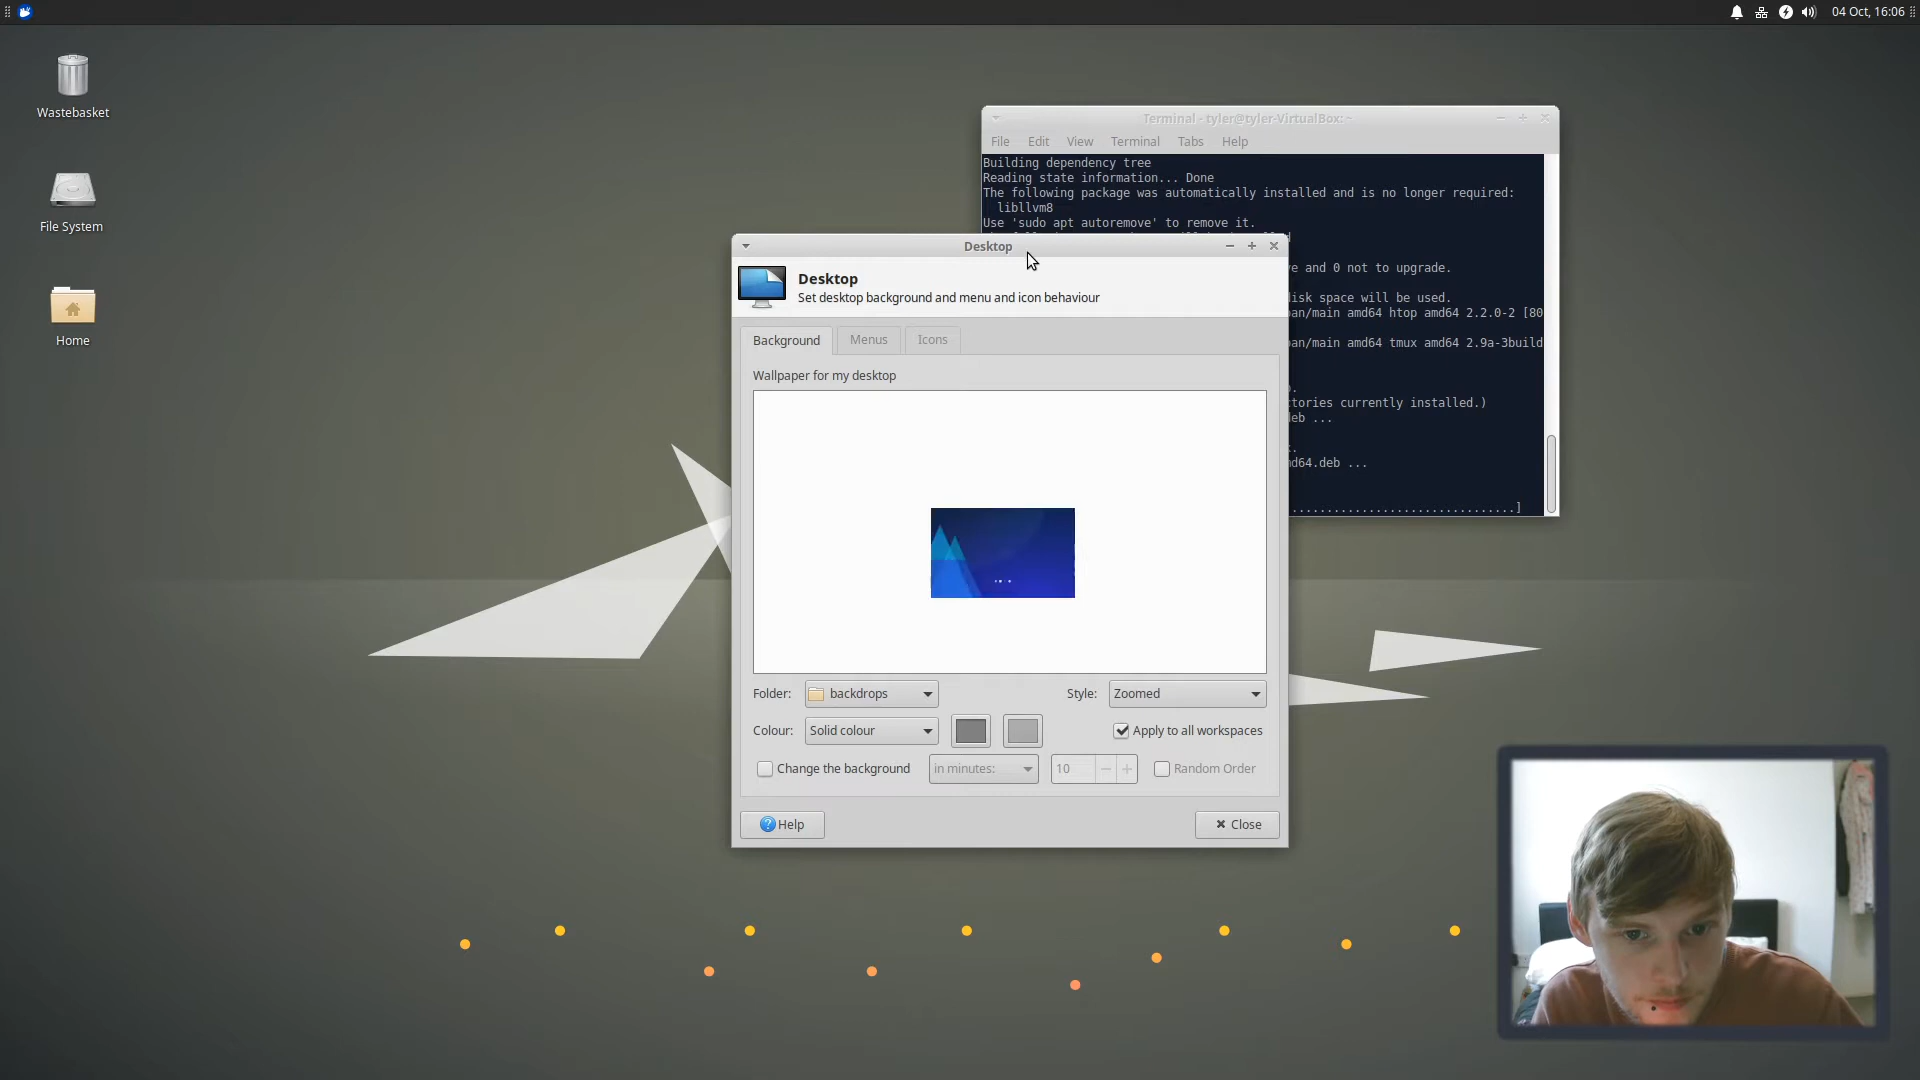 04 Oct, 16:06
Wastebasket
File System
Home
Terminal - tyler@tyler-VirtualBox: ~
File Edit View Terminal Tabs Help
Building dependency tree
Reading state information... Done
The following package was automatically installed and is no longer required:
libllvm8
Use 'sudo apt autoremove' to remove it.
e and 0 not to upgrade.
disk space will be used.
an/main amd64 htop amd64 2.2.0-2 [80
an/main amd64 tmux amd64 2.9a-3build
.
tories currently installed.)
eb ...
.
md64.deb ...
..............................]
Desktop
Desktop
Set desktop background and menu and icon behaviour
Background Menus Icons
Wallpaper for my desktop
Folder: backdrops Style: Zoomed
Colour: Solid colour Apply to all workspaces
Change the background in minutes: 10 Random Order
Help Close